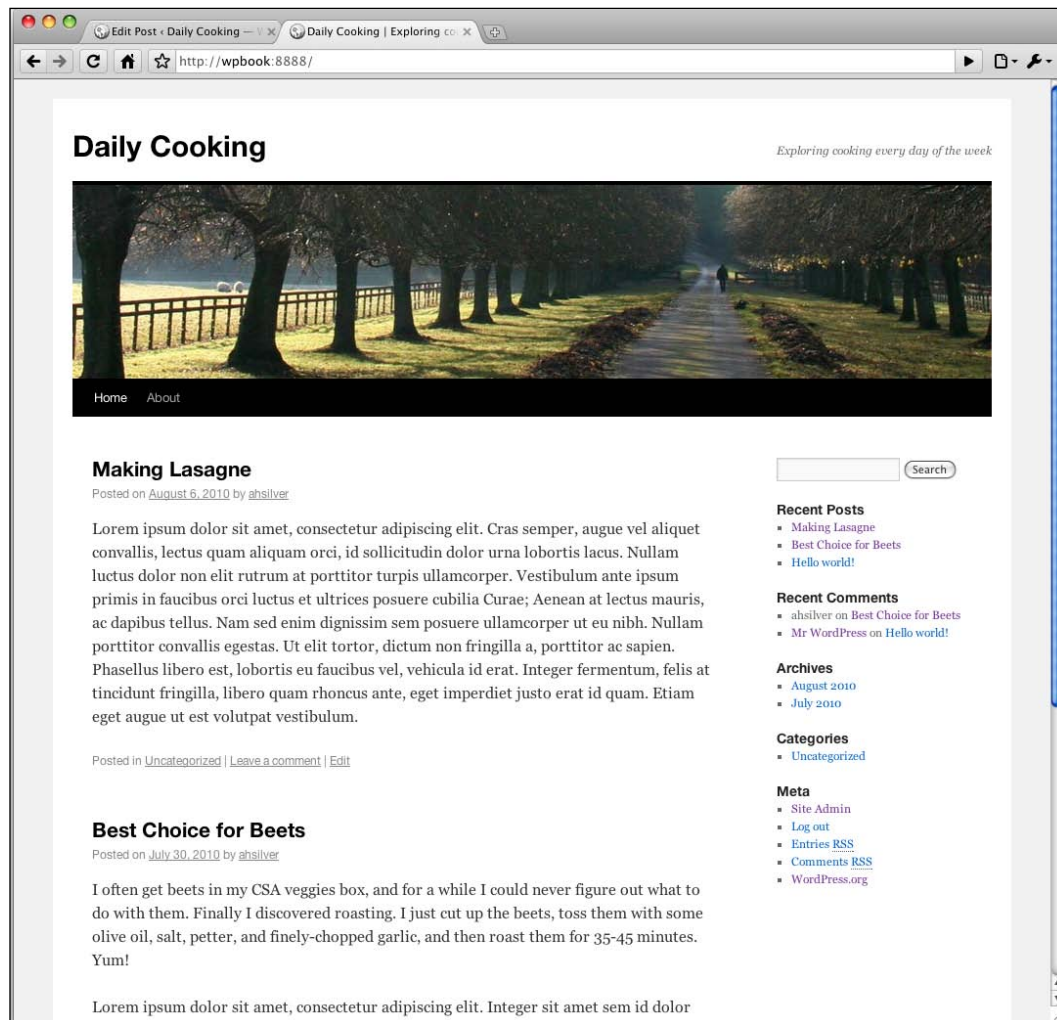 Edit Post ‹ Daily Cooking —
Daily Cooking | Exploring co
http://wpbook:8888/
Daily Cooking
Exploring cooking every day of the week
Home About
Making Lasagne
Posted on August 6, 2010 by ahsilver
Lorem ipsum dolor sit amet, consectetur adipiscing elit. Cras semper, augue vel aliquet
convallis, lectus quam aliquam orci, id sollicitudin dolor urna lobortis lacus. Nullam
luctus dolor non elit rutrum at porttitor turpis ullamcorper. Vestibulum ante ipsum
primis in faucibus orci luctus et ultrices posuere cubilia Curae; Aenean at lectus mauris,
ac dapibus tellus. Nam sed enim dignissim sem posuere ullamcorper ut eu nibh. Nullam
porttitor convallis egestas. Ut elit tortor, dictum non fringilla a, porttitor ac sapien.
Phasellus libero est, lobortis eu faucibus vel, vehicula id erat. Integer fermentum, felis at
tincidunt fringilla, libero quam rhoncus ante, eget imperdiet justo erat id quam. Etiam
eget augue ut est volutpat vestibulum.
Posted in Uncategorized | Leave a comment | Edit
Best Choice for Beets
Posted on July 30, 2010 by ahsilver
I often get beets in my CSA veggies box, and for a while I could never figure out what to
do with them. Finally I discovered roasting. I just cut up the beets, toss them with some
olive oil, salt, petter, and finely-chopped garlic, and then roast them for 35-45 minutes.
Yum!
Lorem ipsum dolor sit amet, consectetur adipiscing elit. Integer sit amet sem id dolor
Search
Recent Posts
Making Lasagne
Best Choice for Beets
Hello world!
Recent Comments
ahsilver on Best Choice for Beets
Mr WordPress on Hello world!
Archives
August 2010
July 2010
Categories
Uncategorized
Meta
Site Admin
Log out
Entries RSS
Comments RSS
WordPress.org